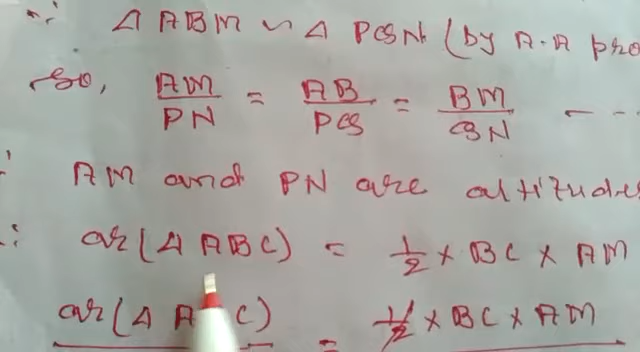 ∵ Δ ABM ~ Δ PQN (by A.A pro
So, AM/PN = AB/PQ = BM/QN - - -
AM and PN are altitudes
∴ ar(Δ ABC) = 1/2 × BC × AM
ar(Δ A C) = 1/2 × BC × AM